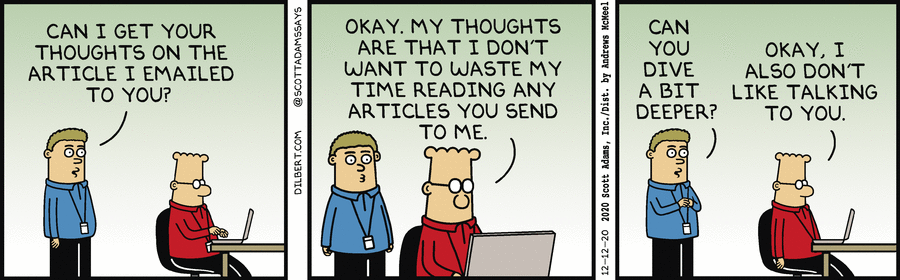 CAN I GET YOUR
THOUGHTS ON THE
ARTICLE I EMAILED
TO YOU?
DILBERT.COM @SCOTTADAMSSAYS
OKAY. MY THOUGHTS
ARE THAT I DON'T
WANT TO WASTE MY
TIME READING ANY
ARTICLES YOU SEND
TO ME.
12-12-20 2020 Scott Adams, Inc./Dist. by Andrews McMeel
CAN
YOU
DIVE
A BIT
DEEPER?
OKAY, I
ALSO DON'T
LIKE TALKING
TO YOU.